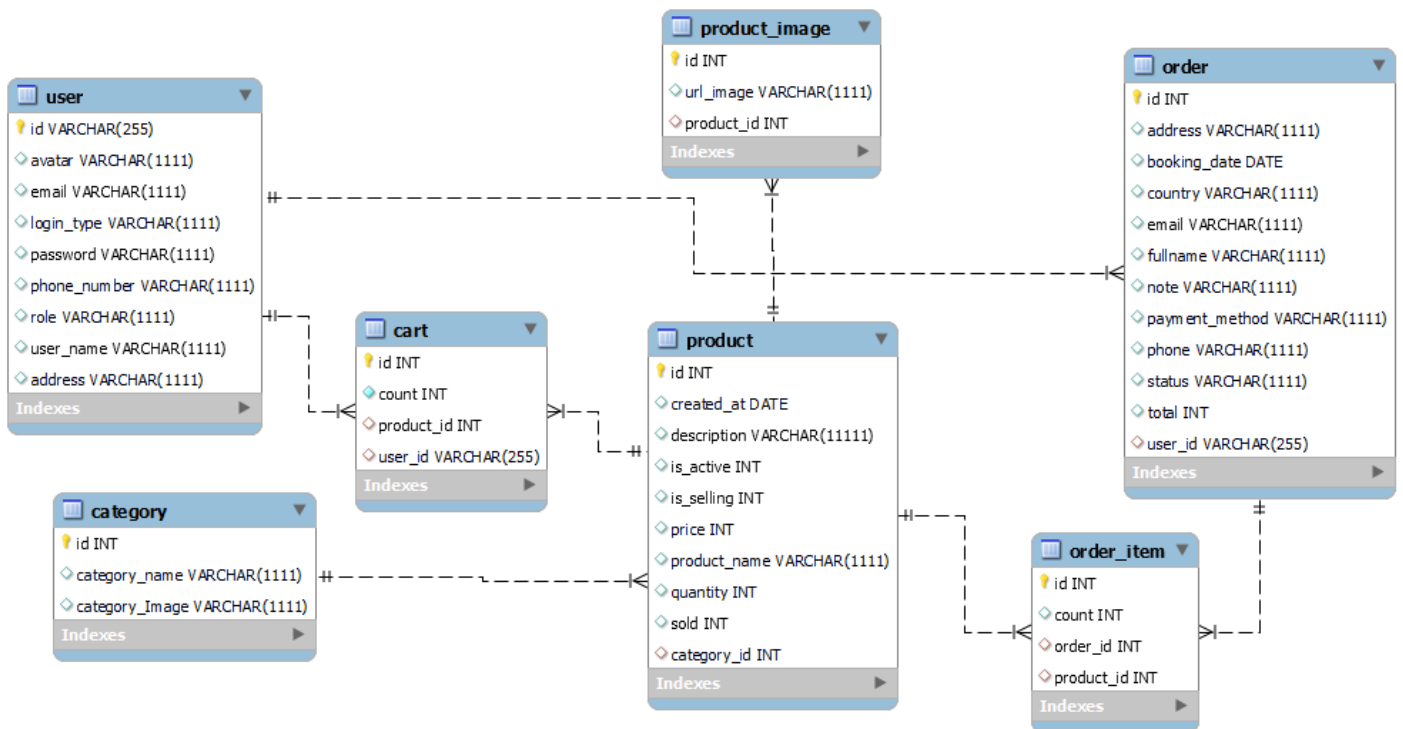 product_image
id INT
url_image VARCHAR(1111)
product_id INT
Indexes
user
id VARCHAR(255)
avatar VARCHAR(1111)
email VARCHAR(1111)
login_type VARCHAR(1111)
password VARCHAR(1111)
phone_number VARCHAR(1111)
role VARCHAR(1111)
user_name VARCHAR(1111)
address VARCHAR(1111)
Indexes
order
id INT
address VARCHAR(1111)
booking_date DATE
country VARCHAR(1111)
email VARCHAR(1111)
fullname VARCHAR(1111)
note VARCHAR(1111)
payment_method VARCHAR(1111)
phone VARCHAR(1111)
status VARCHAR(1111)
total INT
user_id VARCHAR(255)
Indexes
cart
id INT
count INT
product_id INT
user_id VARCHAR(255)
Indexes
product
id INT
created_at DATE
description VARCHAR(11111)
is_active INT
is_selling INT
price INT
product_name VARCHAR(1111)
quantity INT
sold INT
category_id INT
Indexes
category
id INT
category_name VARCHAR(1111)
category_Image VARCHAR(1111)
Indexes
order_item
id INT
count INT
order_id INT
product_id INT
Indexes